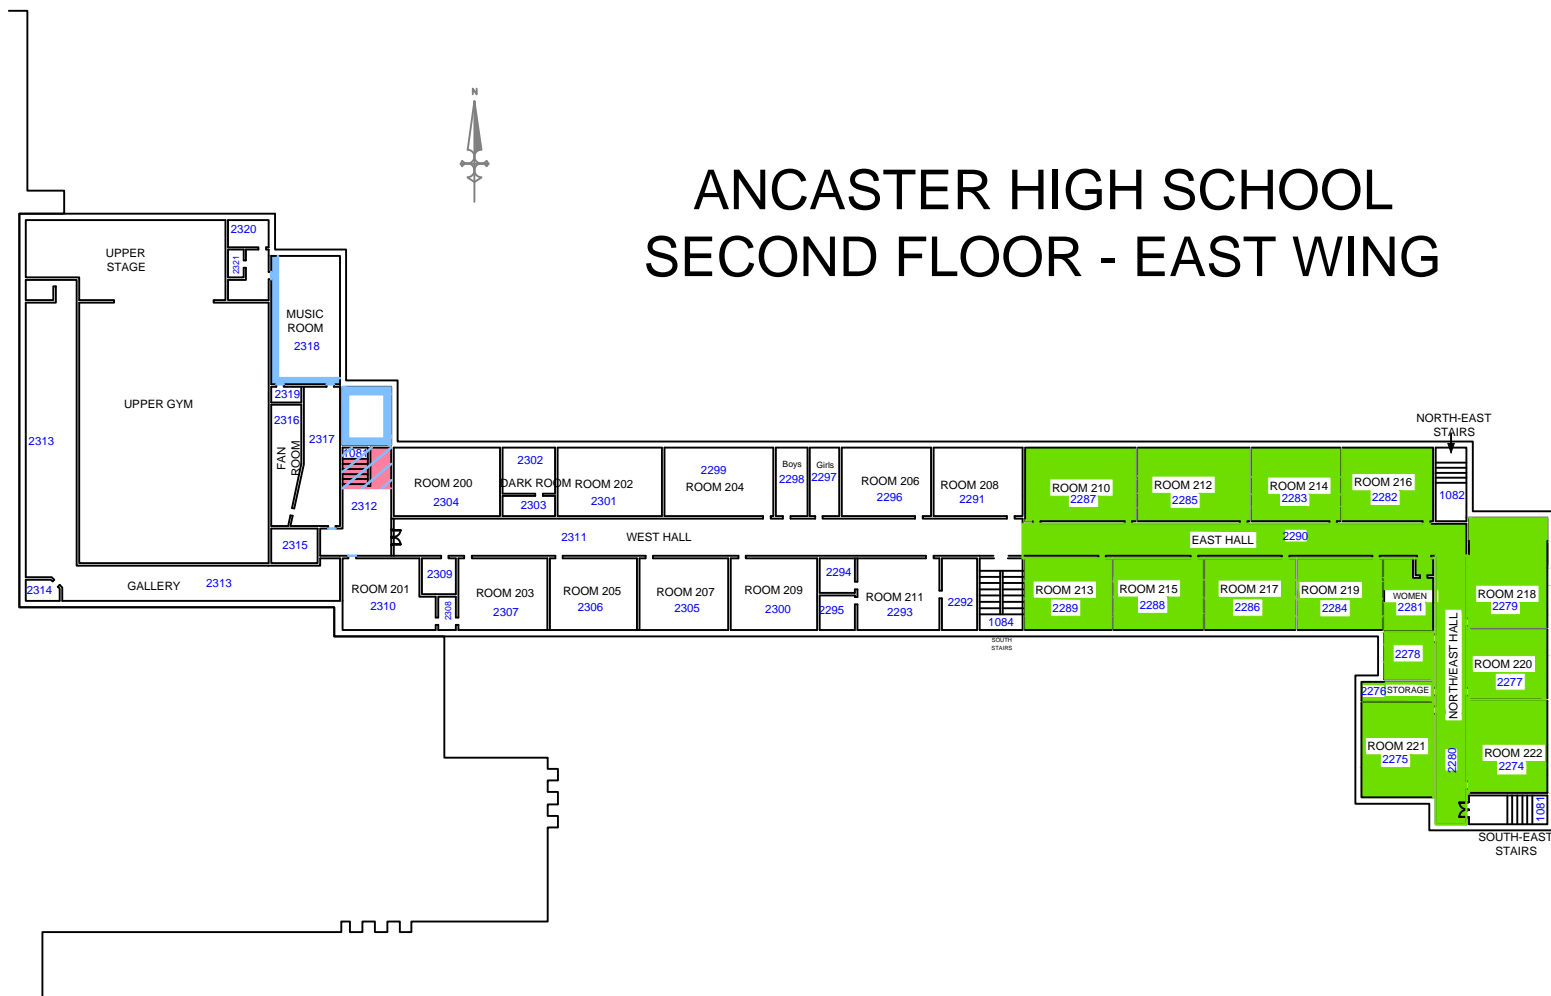 N
ANCASTER HIGH SCHOOL
SECOND FLOOR - EAST WING
UPPER
STAGE
2320
2321
MUSIC
ROOM
2318
UPPER GYM
2313
2319
2316
FAN
ROOM
2317
1081
2312
2315
GALLERY 2313
2314
ROOM 200
2304
2302
DARK ROOM
2303
ROOM 202
2301
2299
ROOM 204
Boys
2298
Girls
2297
ROOM 206
2296
ROOM 208
2291
ROOM 210
2287
ROOM 212
2285
ROOM 214
2283
ROOM 216
2282
NORTH-EAST
STAIRS
1082
2311 WEST HALL
EAST HALL 2290
ROOM 201
2310
2309
2308
ROOM 203
2307
ROOM 205
2306
ROOM 207
2305
ROOM 209
2300
2294
2295
ROOM 211
2293
2292
1084
SOUTH
STAIRS
ROOM 213
2289
ROOM 215
2288
ROOM 217
2286
ROOM 219
2284
WOMEN
2281
2278
2276 STORAGE
ROOM 221
2275
NORTH/EAST HALL
2280
ROOM 218
2279
ROOM 220
2277
ROOM 222
2274
1081
SOUTH-EAST
STAIRS